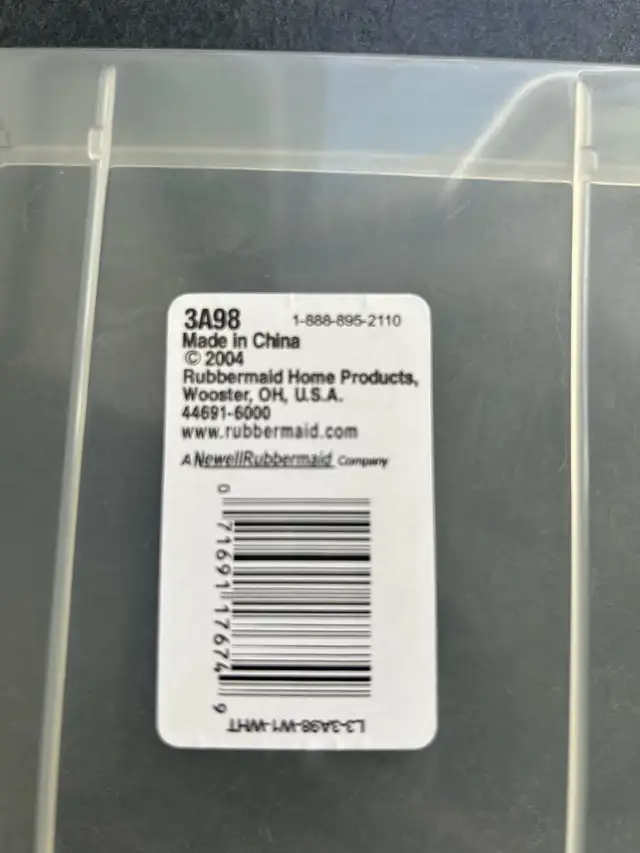 3A98 1-888-895-2110
Made in China
© 2004
Rubbermaid Home Products,
Wooster, OH, U.S.A.
44691-6000
www.rubbermaid.com
A NewellRubbermaid Company
0 71691 17674 9
L3-3A98-W1-WHT